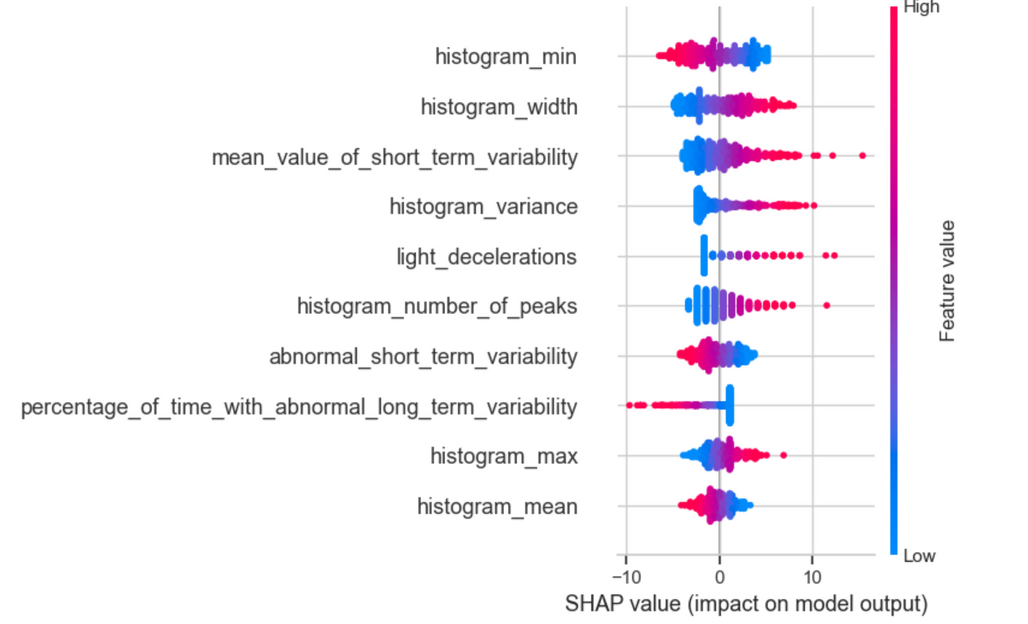 High
histogram_min
histogram_width
mean_value_of_short_term_variability
histogram_variance
light_decelerations
histogram_number_of_peaks
abnormal_short_term_variability
percentage_of_time_with_abnormal_long_term_variability
histogram_max
histogram_mean
Feature value
Low
−10 0 10
SHAP value (impact on model output)